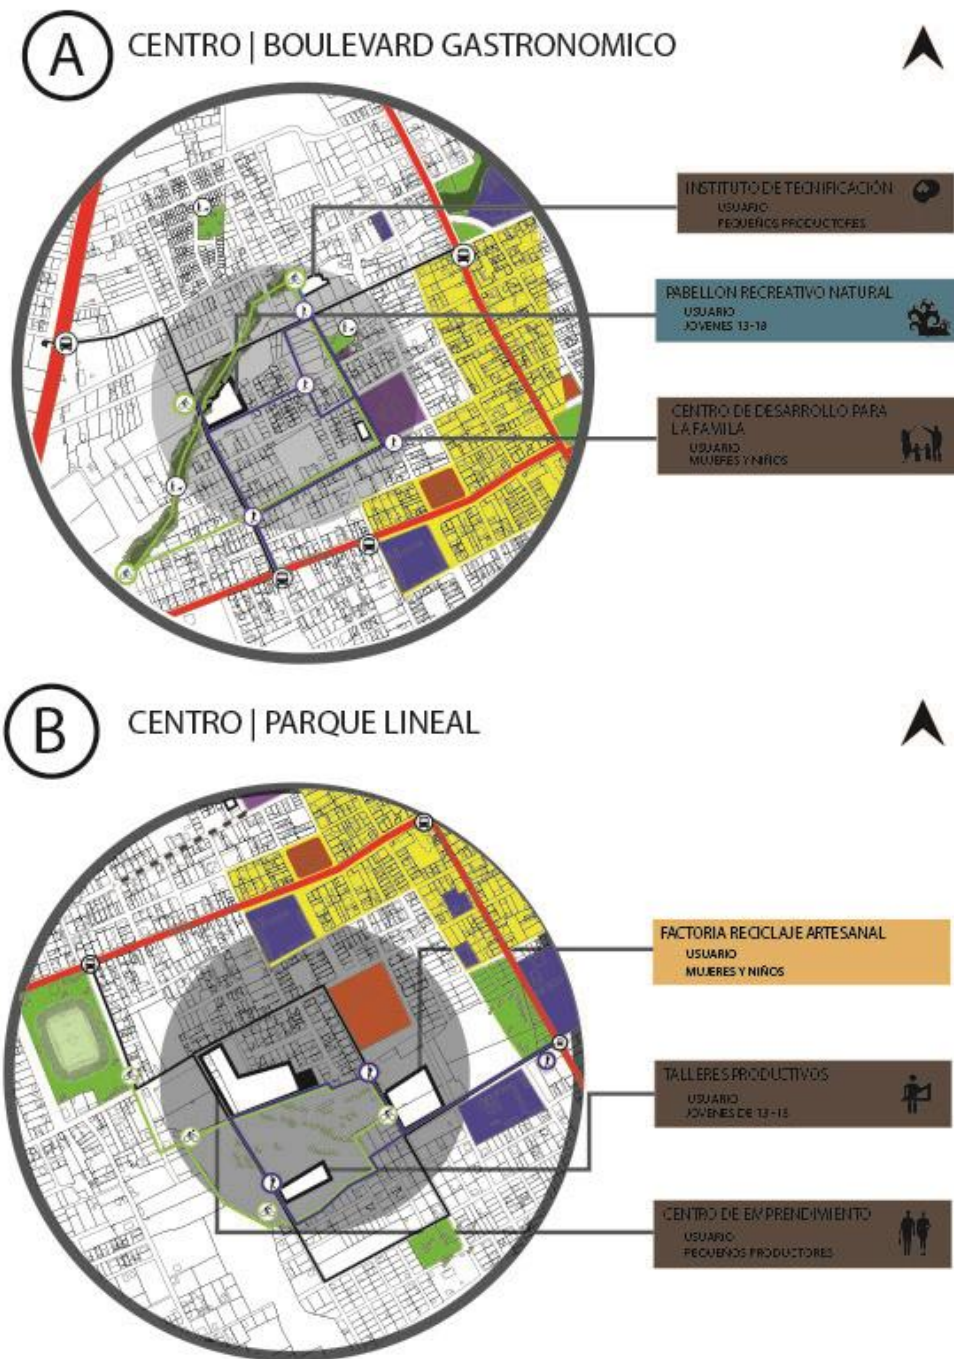 A
CENTRO | BOULEVARD GASTRONOMICO
INSTITUTO DE TECNIFICACIÓN
USUARIO
PEQUEÑOS PRODUCTORES
PABELLON RECREATIVO NATURAL
USUARIO
JOVENES 13-18
CENTRO DE DESARROLLO PARA
LA FAMILA
USUARIO
MUJERES Y NIÑOS
B
CENTRO | PARQUE LINEAL
FACTORIA RECICLAJE ARTESANAL
USUARIO
MUJERES Y NIÑOS
TALLERES PRODUCTIVOS
USUARIO
JOVENES DE 13-18
CENTRO DE EMPRENDIMIENTO
USUARIO
PEQUEÑOS PRODUCTORES